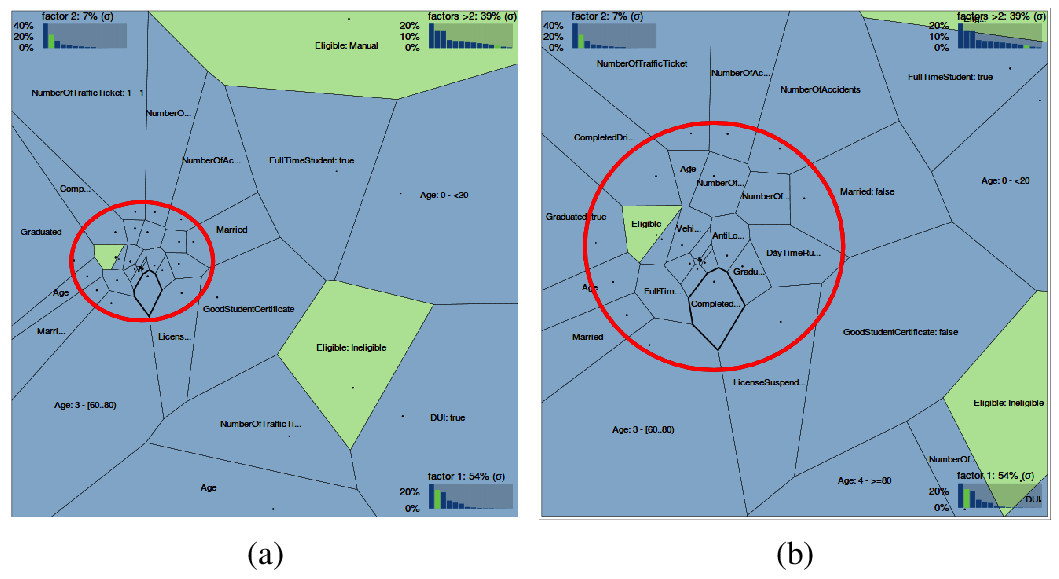 factor 2: 7% (σ)
40%
20%
0%
factors >2: 39% (σ)
20%
10%
0%
Eligible: Manual
NumberOfTrafficTicket: 1 - 1
NumberO...
NumberOfAc...
FullTimeStudent: true
Age: 0 - <20
Comp...
Graduated
Married
Age
GoodStudentCertificate
Marri...
Licens...
Eligible: Ineligible
Age: 3 - [60..80)
NumberOfTrafficTi...
DUI: true
Age
factor 1: 54% (σ)
20%
0%
(a)
factor 2: 7% (σ)
40%
20%
0%
factors >2: 39% (σ)
20%
10%
0%
NumberOfTrafficTicket
NumberOfAc...
NumberOfAccidents
FullTimeStudent: true
CompletedDri...
Age
NumberOf...
NumberOf...
Married: false
Age: 0 - <20
Graduated: true
Eligible
Vehi...
AntiLo...
DayTimeRu...
Gradu...
Age
FullTim...
Completed...
Married
GoodStudentCertificate: false
LicenseSuspend...
Eligible: Ineligible
Age: 3 - [60..80)
NumberOf
Age: 4 - >=80
factor 1: 54% (σ)
20%
0%
DUI
(b)